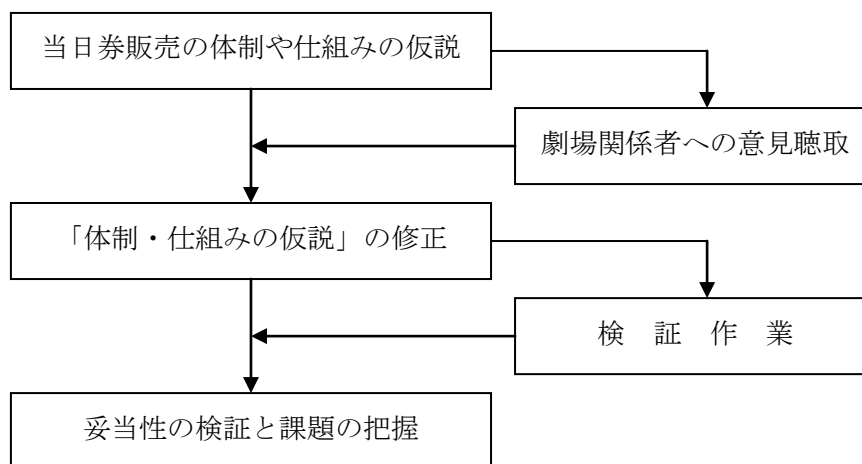 当日券販売の体制や仕組みの仮説
劇場関係者への意見聴取
「体制・仕組みの仮説」の修正
検　証　作　業
妥当性の検証と課題の把握